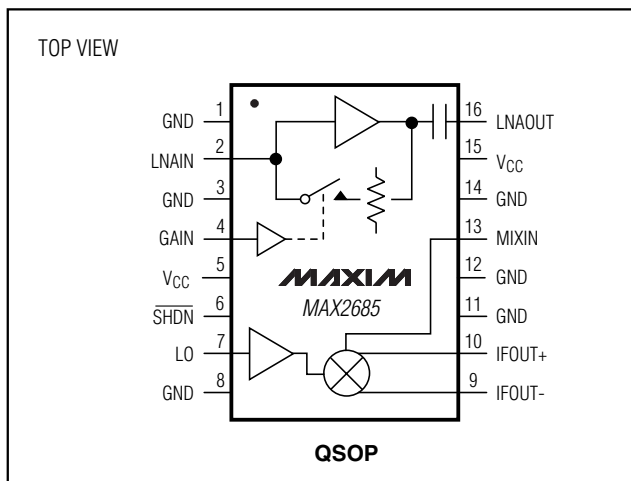 TOP VIEW
GND 1
LNAIN 2
GND 3
GAIN 4
VCC 5
SHDN 6
LO 7
GND 8
16 LNAOUT
15 VCC
14 GND
13 MIXIN
12 GND
11 GND
10 IFOUT+
9 IFOUT-
MAXIM
MAX2685
QSOP